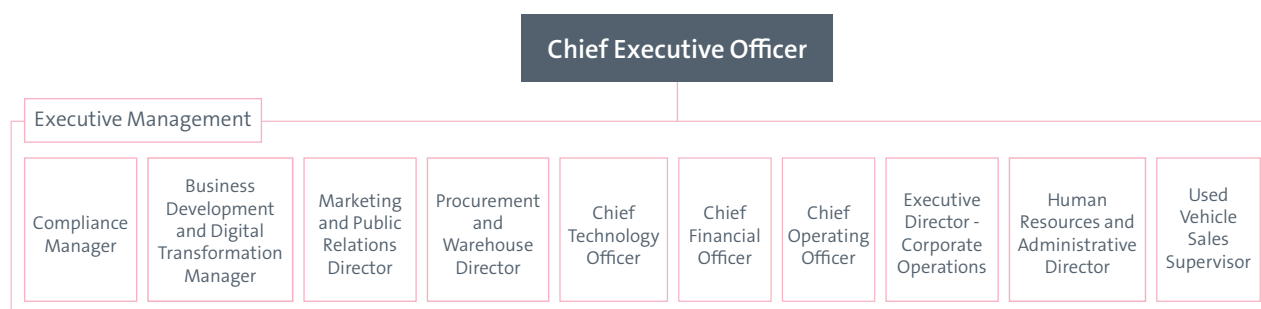 Chief Executive Officer
Executive Management
Compliance
Manager
Business
Development
and Digital
Transformation
Manager
Marketing
and Public
Relations
Director
Procurement
and
Warehouse
Director
Chief
Technology
Officer
Chief
Financial
Officer
Chief
Operating
Officer
Executive
Director -
Corporate
Operations
Human
Resources and
Administrative
Director
Used
Vehicle
Sales
Supervisor